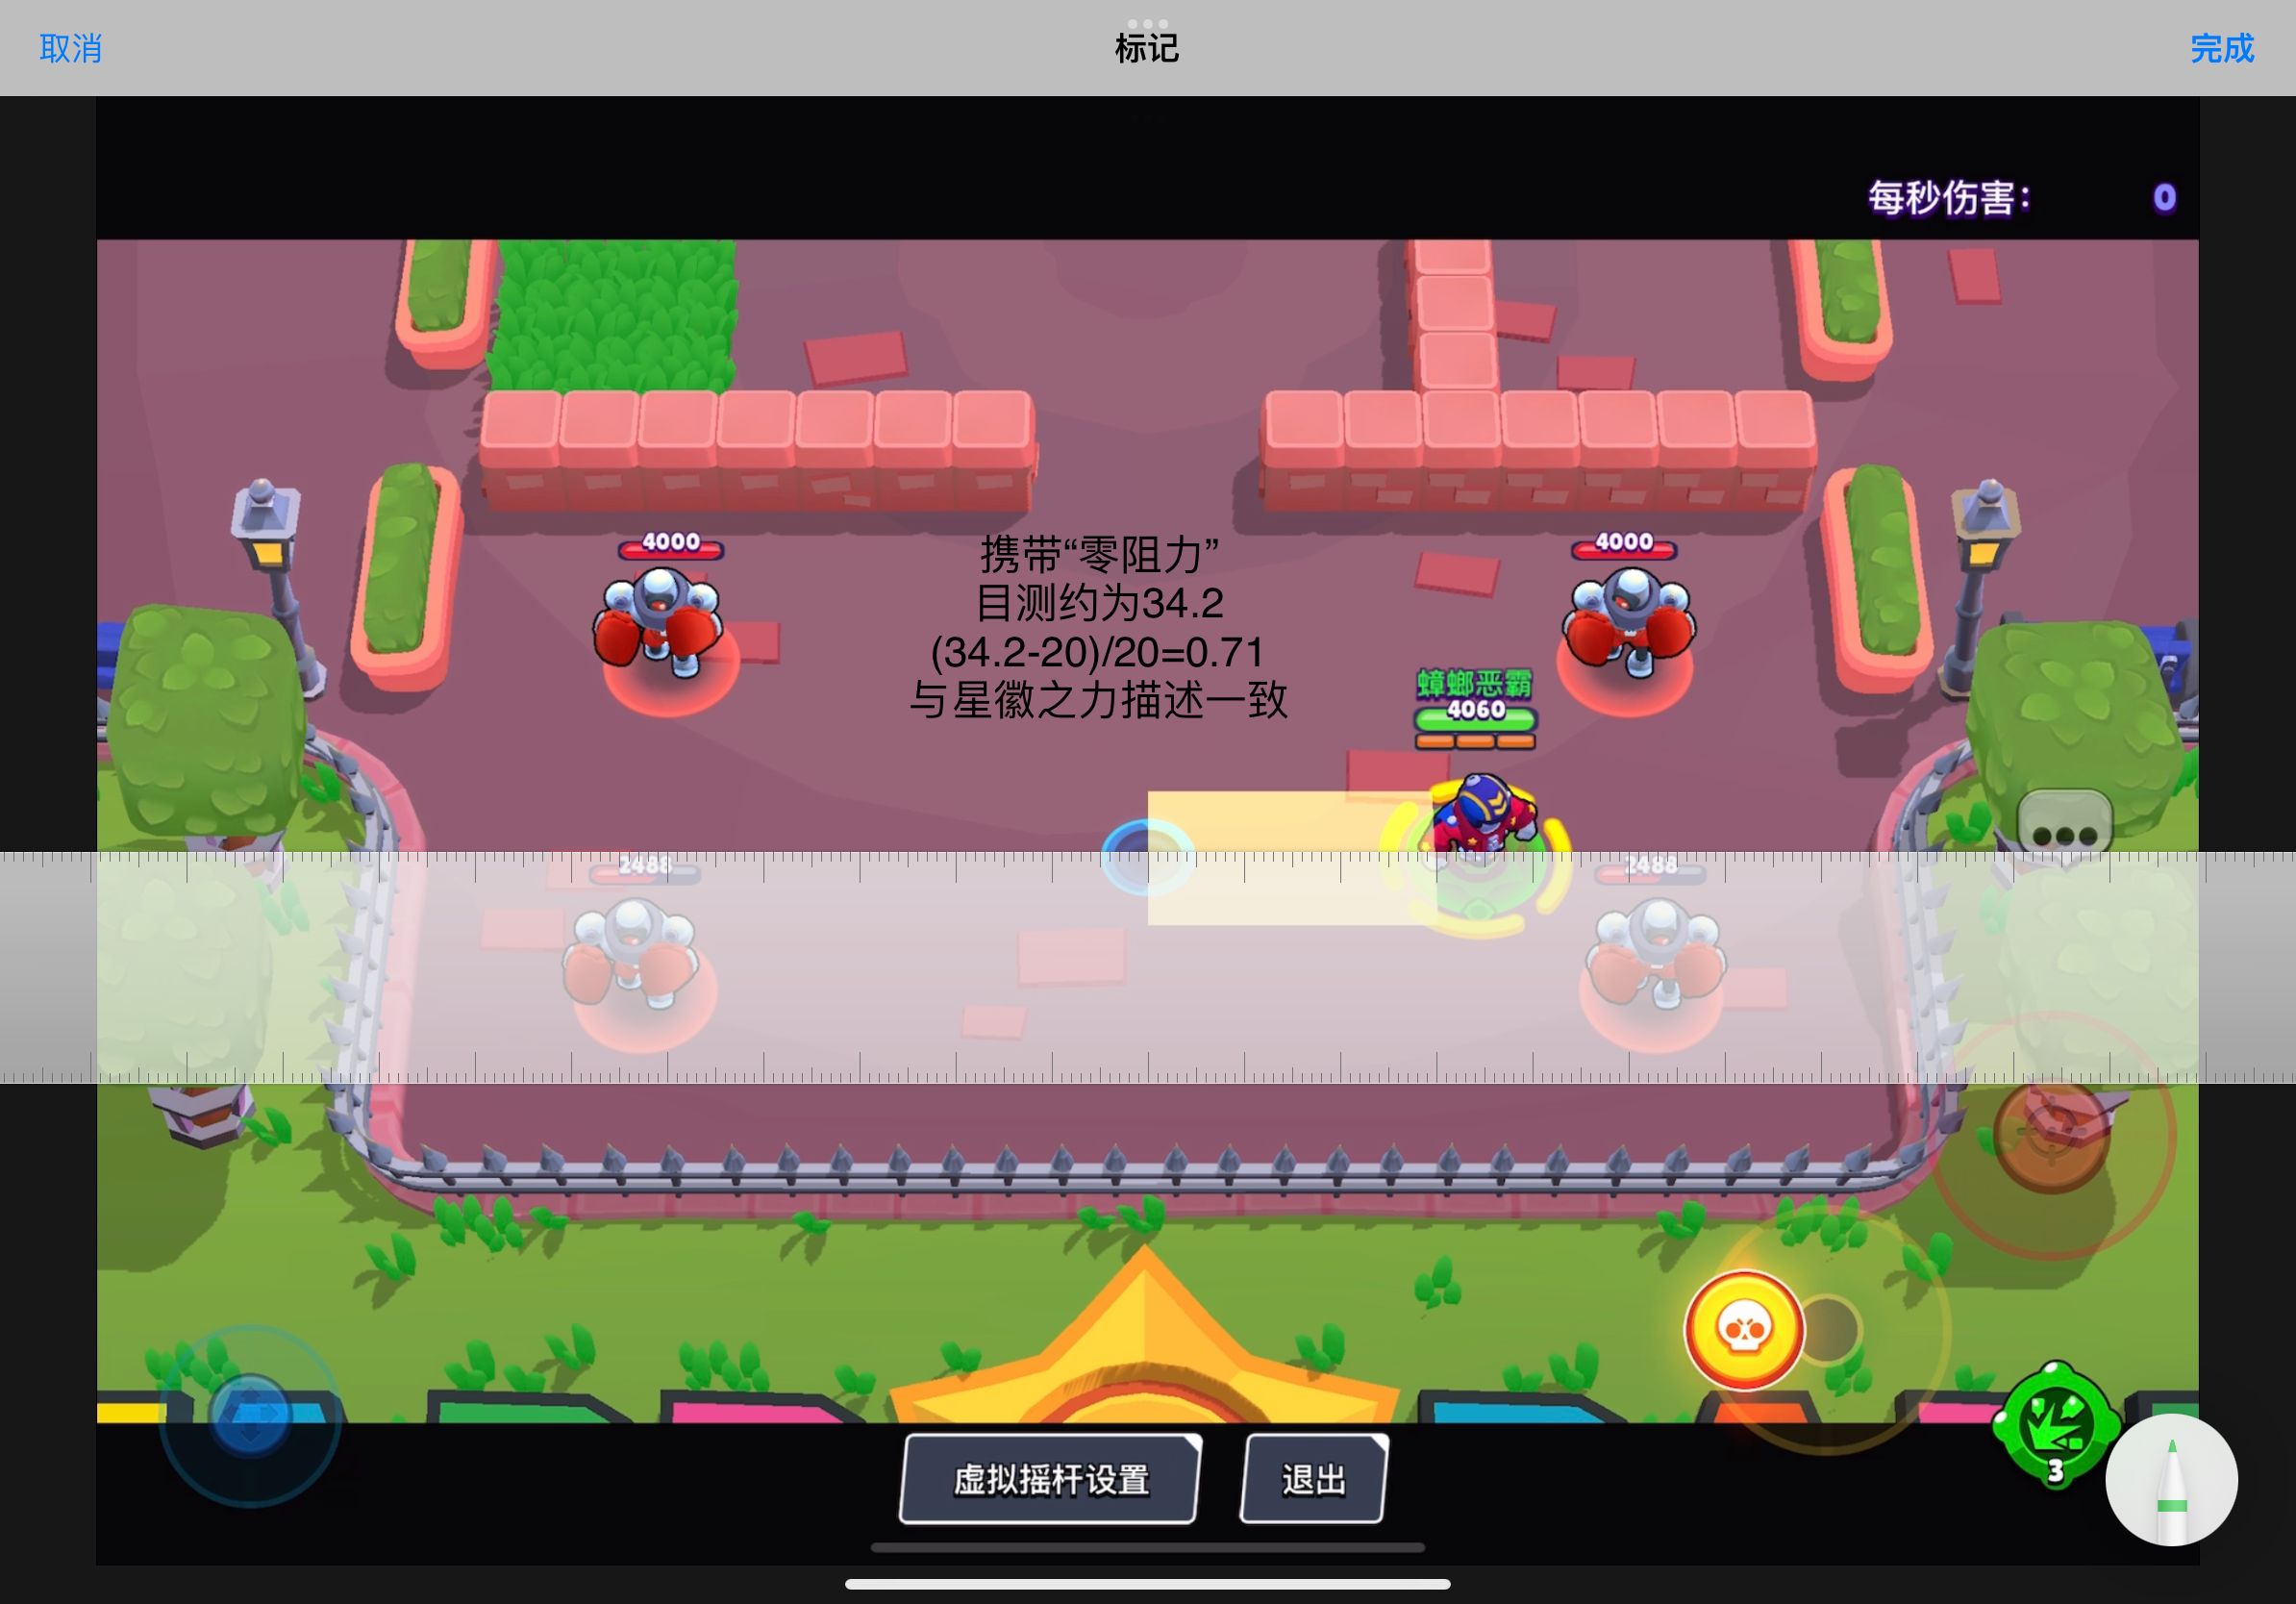 取消
标记
完成
每秒伤害:
0
4000
4000
携带“零阻力”
目测约为34.2
(34.2-20)/20=0.71
与星徽之力描述一致
蟑螂恶霸
4060
2488
2488
3
虚拟摇杆设置
退出